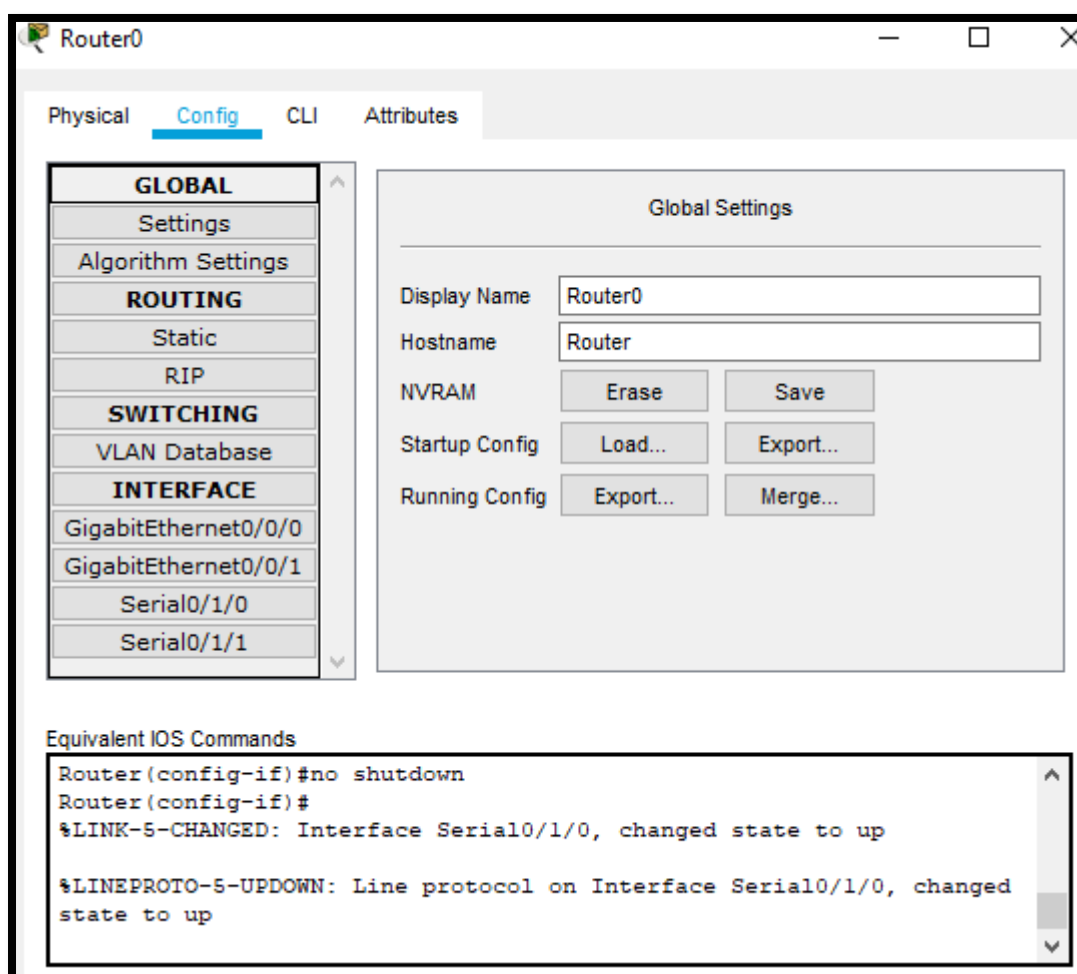 Router0
Physical Config CLI Attributes
GLOBAL
Settings
Algorithm Settings
ROUTING
Static
RIP
SWITCHING
VLAN Database
INTERFACE
GigabitEthernet0/0/0
GigabitEthernet0/0/1
Serial0/1/0
Serial0/1/1
Global Settings
Display Name Router0
Hostname Router
NVRAM Erase Save
Startup Config Load... Export...
Running Config Export... Merge...
Equivalent IOS Commands
Router(config-if)#no shutdown
Router(config-if)#
%LINK-5-CHANGED: Interface Serial0/1/0, changed state to up
%LINEPROTO-5-UPDOWN: Line protocol on Interface Serial0/1/0, changed
state to up